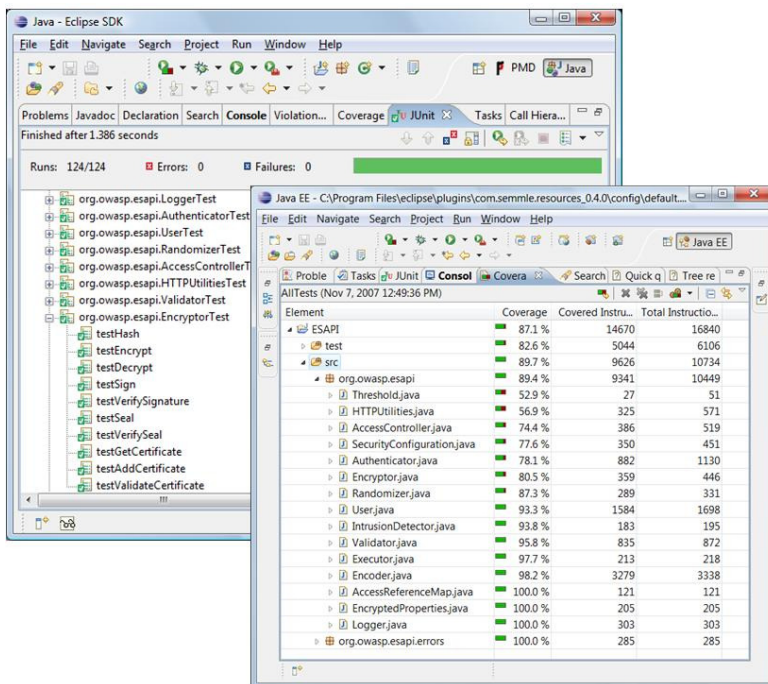 Java - Eclipse SDK
File Edit Navigate Search Project Run Window Help
PMD Java
Problems Javadoc Declaration Search Console Violation... Coverage JUnit Tasks Call Hiera...
Finished after 1.386 seconds
Runs: 124/124 Errors: 0 Failures: 0
org.owasp.esapi.LoggerTest
org.owasp.esapi.AuthenticatorTest
org.owasp.esapi.UserTest
org.owasp.esapi.RandomizerTest
org.owasp.esapi.AccessControllerT
org.owasp.esapi.HTTPUtilitiesTest
org.owasp.esapi.ValidatorTest
org.owasp.esapi.EncryptorTest
testHash
testEncrypt
testDecrypt
testSign
testVerifySignature
testSeal
testVerifySeal
testGetCertificate
testAddCertificate
testValidateCertificate
Java EE - C:\Program Files\eclipse\plugins\com.semmle.resources_0.4.0\config\default....
File Edit Navigate Search Project Run Window Help
Java EE
Proble Tasks JUnit Consol Covera Search Quick q Tree re
AllTests (Nov 7, 2007 12:49:36 PM)
Element Coverage Covered Instru... Total Instructio...
ESAPI 87.1 % 14670 16840
test 82.6 % 5044 6106
src 89.7 % 9626 10734
org.owasp.esapi 89.4 % 9341 10449
Threshold.java 52.9 % 27 51
HTTPUtilities.java 56.9 % 325 571
AccessController.java 74.4 % 386 519
SecurityConfiguration.java 77.6 % 350 451
Authenticator.java 78.1 % 882 1130
Encryptor.java 80.5 % 359 446
Randomizer.java 87.3 % 289 331
User.java 93.3 % 1584 1698
IntrusionDetector.java 93.8 % 183 195
Validator.java 95.8 % 835 872
Executor.java 97.7 % 213 218
Encoder.java 98.2 % 3279 3338
AccessReferenceMap.java 100.0 % 121 121
EncryptedProperties.java 100.0 % 205 205
Logger.java 100.0 % 303 303
org.owasp.esapi.errors 100.0 % 285 285